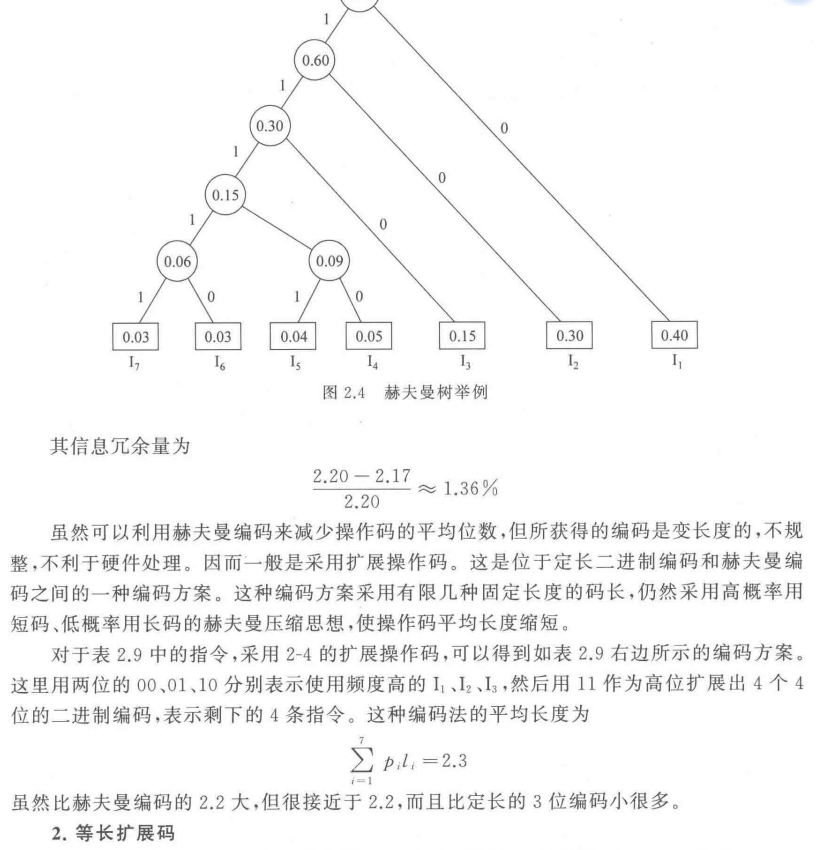 1
0.60
1
0.30
0
1
0.15
0
1
0
0.06
0.09
1
0
1
0
0.03
0.03
0.04
0.05
0.15
0.30
0.40
I₇
I₆
I₅
I₄
I₃
I₂
I₁
图 2.4 赫夫曼树举例
其信息冗余量为
2.20 － 2.17
2.20
≈ 1.36%
虽然可以利用赫夫曼编码来减少操作码的平均位数,但所获得的编码是变长度的,不规
整,不利于硬件处理。因而一般是采用扩展操作码。这是位于定长二进制编码和赫夫曼编
码之间的一种编码方案。这种编码方案采用有限几种固定长度的码长,仍然采用高概率用
短码、低概率用长码的赫夫曼压缩思想,使操作码平均长度缩短。
对于表 2.9 中的指令,采用 2-4 的扩展操作码,可以得到如表 2.9 右边所示的编码方案。
这里用两位的 00、01、10 分别表示使用频度高的 I₁、I₂、I₃,然后用 11 作为高位扩展出 4 个 4
位的二进制编码,表示剩下的 4 条指令。这种编码法的平均长度为
7
∑ pᵢlᵢ = 2.3
i=1
虽然比赫夫曼编码的 2.2 大,但很接近于 2.2,而且比定长的 3 位编码小很多。
2. 等长扩展码